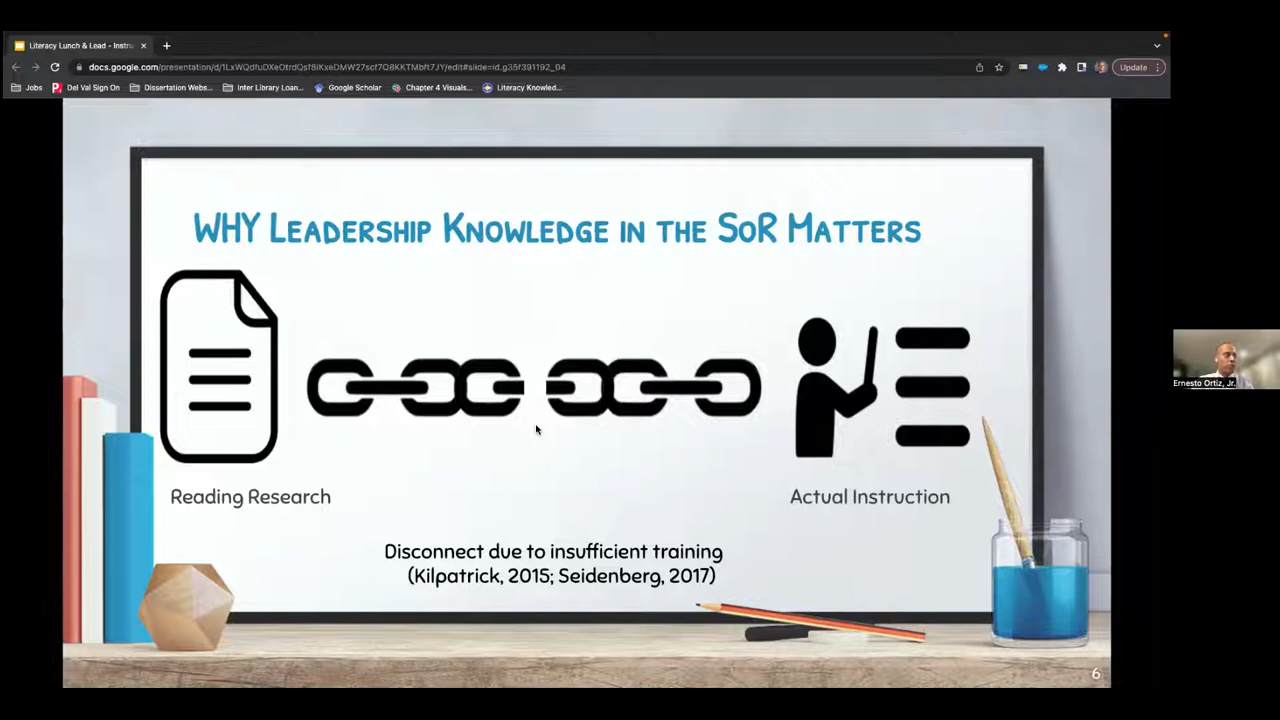 Literacy Lunch & Lead - Instru
docs.google.com/presentation/d/1LxWQdfuDXeOtrdQsf8iKxeDMW27scf7Q8KKTMbft7JY/edit#slide=id.g35f391192_04
Update
Jobs
Del Val Sign On
Dissertation Webs...
Inter Library Loan...
Google Scholar
Chapter 4 Visuals...
Literacy Knowled...
WHY Leadership Knowledge in the SoR Matters
Reading Research
Actual Instruction
Disconnect due to insufficient training
(Kilpatrick, 2015; Seidenberg, 2017)
6
Ernesto Ortiz, Jr.